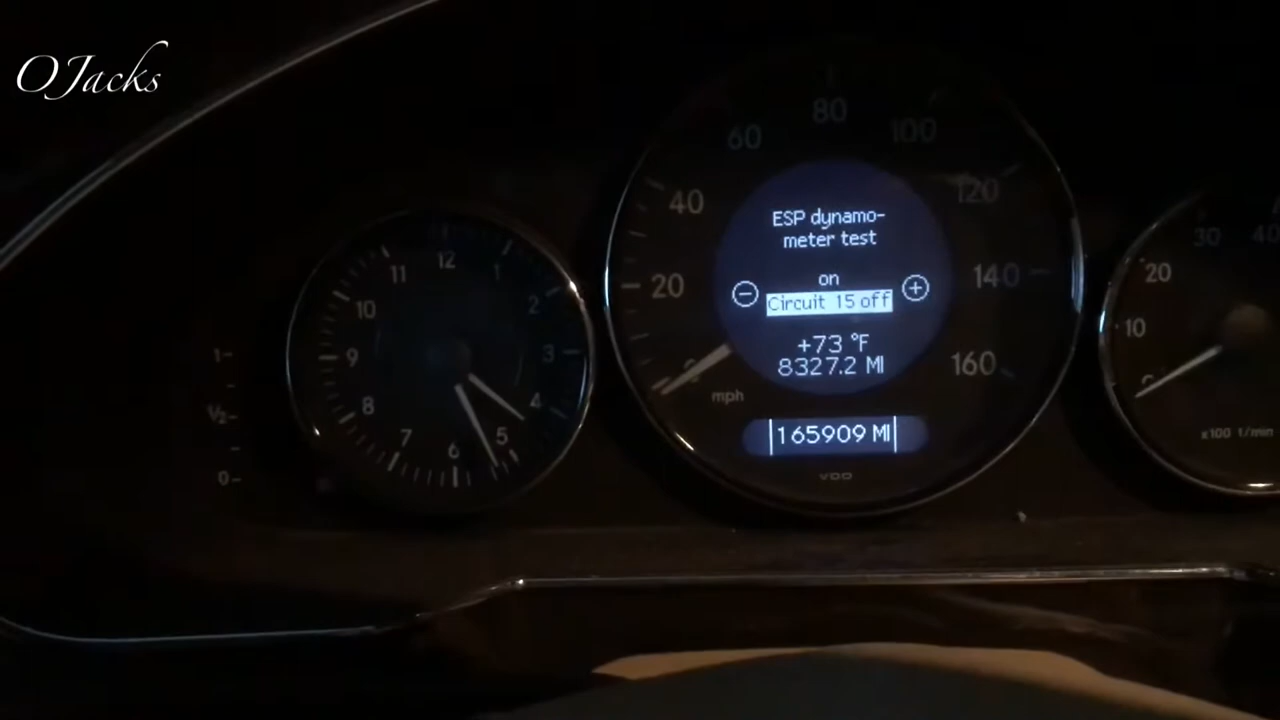 OJacks
12
1
2
3
4
5
6
7
8
9
10
11
1
½
0
20
40
60
80
100
120
140
160
mph
ESP dynamo-
meter test
on
Circuit 15 off
+73 °F
8327.2 MI
165909 MI
VDO
0
10
20
30
40
x100 1/min